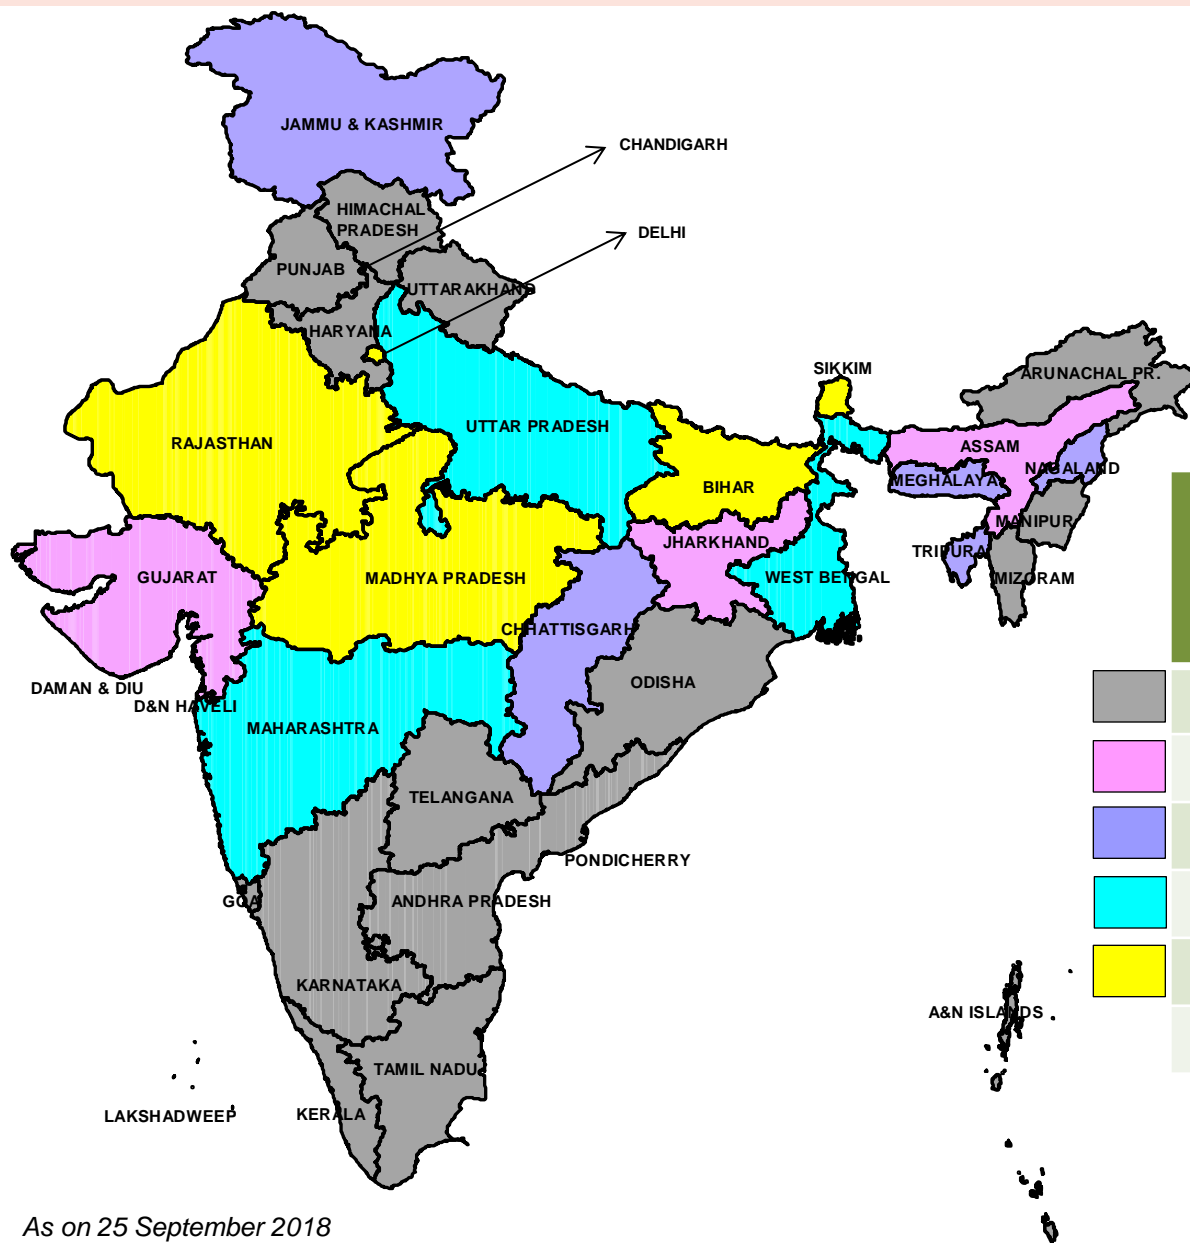 JAMMU & KASHMIR
CHANDIGARH
HIMACHAL
PRADESH
DELHI
PUNJAB
UTTARAKHAND
HARYANA
SIKKIM
ARUNACHAL PR.
UTTAR PRADESH
RAJASTHAN
ASSAM
NAGALAND
MEGHALAYA
BIHAR
MANIPUR
JHARKHAND
TRIPURA
GUJARAT
MADHYA PRADESH
WEST BENGAL
MIZORAM
CHHATTISGARH
ODISHA
DAMAN & DIU
D&N HAVELI
MAHARASHTRA
TELANGANA
PONDICHERRY
GOA
ANDHRA PRADESH
KARNATAKA
A&N ISLANDS
TAMIL NADU
LAKSHADWEEP
KERALA
As on 25 September 2018